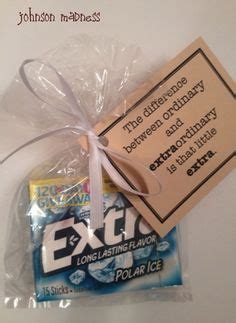 johnson madness
The difference
between ordinary
and
extraordinary
is that little
extra.
Extra
LONG LASTING FLAVOR
POLAR ICE
15 Sticks